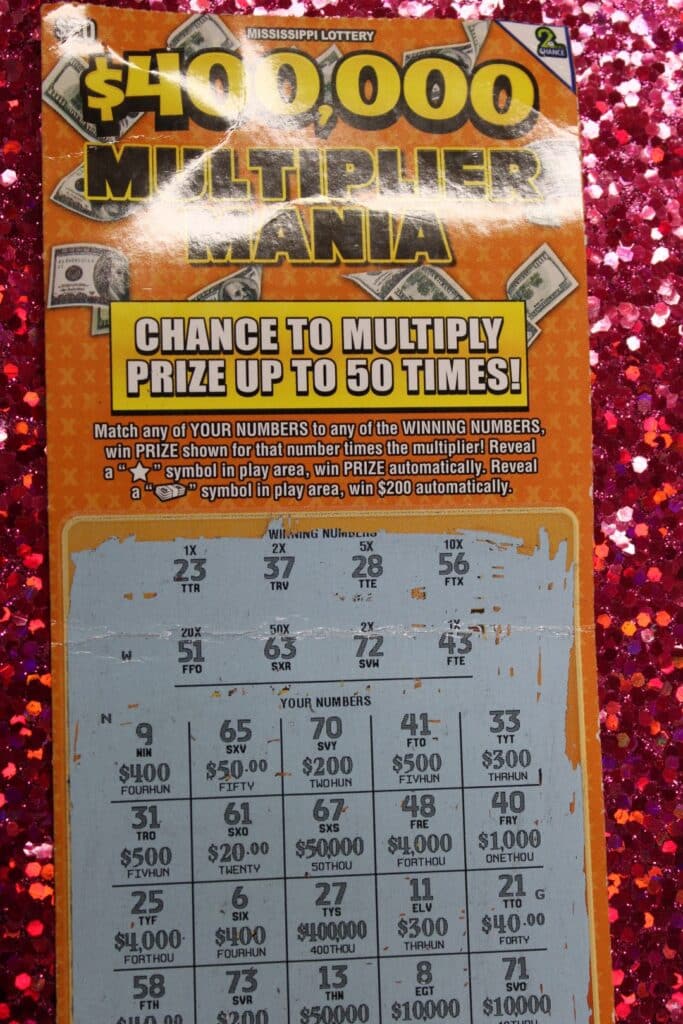 $20
MISSISSIPPI LOTTERY
2ND CHANCE
$400,000
MULTIPLIER
MANIA
CHANCE TO MULTIPLY
PRIZE UP TO 50 TIMES!
Match any of YOUR NUMBERS to any of the WINNING NUMBERS,
win PRIZE shown for that number times the multiplier! Reveal
a "☆" symbol in play area, win PRIZE automatically. Reveal
a " " symbol in play area, win $200 automatically.
WINNING NUMBERS
1X 2X 5X 10X
23 37 28 56
TTR TRV TTE FTX
20X 50X 2X 1X
W 51 63 72 43
FFO SXR SVW FTE
YOUR NUMBERS
N 9 65 70 41 33
NIN SXV SVY FTO TYT
$400 $50.00 $200 $500 $300
FOURHUN FIFTY TWOHUN FIVHUN THRHUN
31 61 67 48 40
TRO SXO SXS FRE FRY
$500 $20.00 $50,000 $4,000 $1,000
FIVHUN TWENTY 50THOU FORTHOU ONETHOU
25 6 27 11 21 G
TYF SIX TYS ELV TTO
$4,000 $400 $400000 $300 $40.00
FORTHOU FOURHUN 400THOU THRHUN FORTY
58 73 13 8 71
FTH SVR THN EGT SVO
$40.00 $200 $50000 $10,000 $10,000